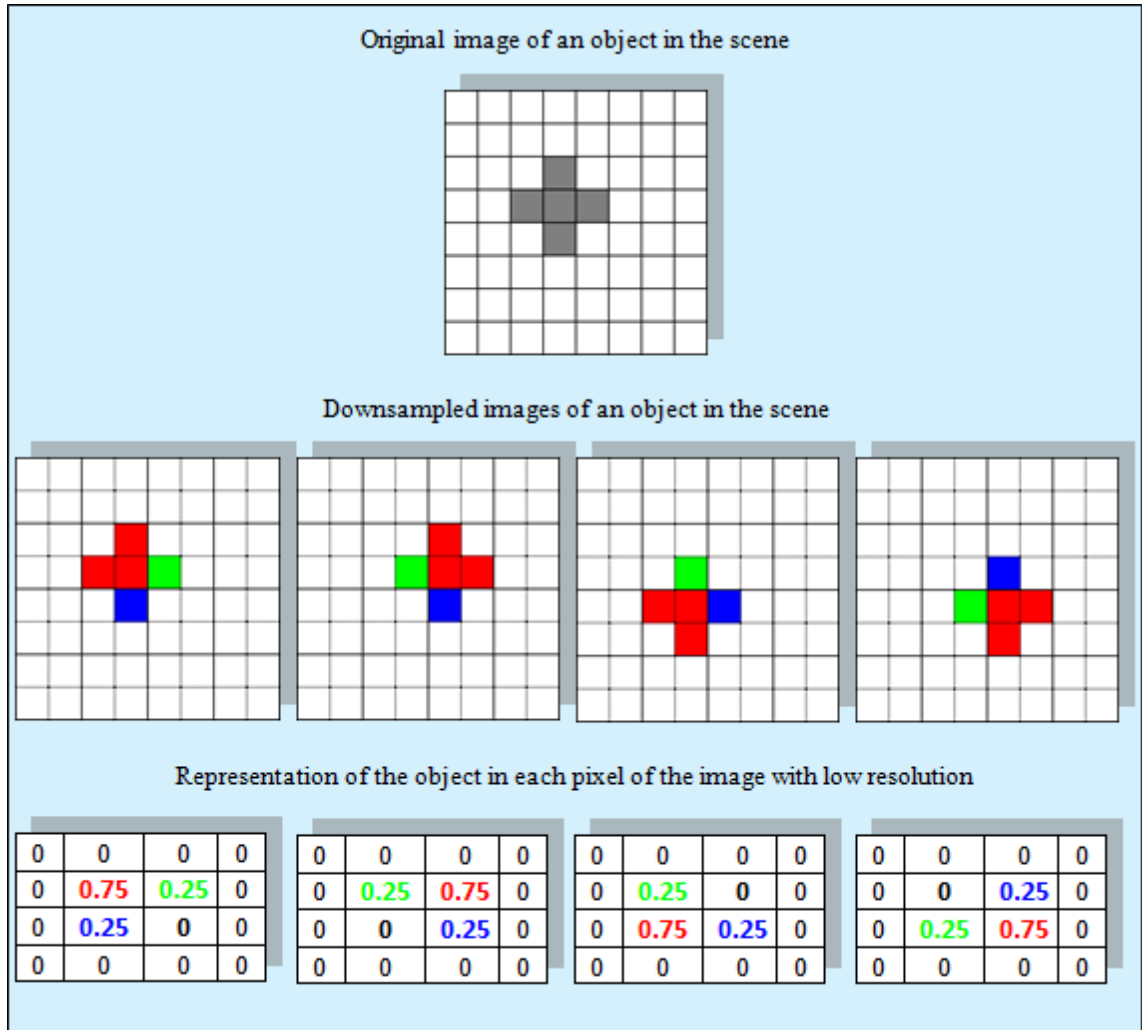 Original image of an object in the scene
Downsampled images of an object in the scene
Representation of the object in each pixel of the image with low resolution
0 0 0 0
0 0.75 0.25 0
0 0.25 0 0
0 0 0 0
0 0 0 0
0 0.25 0.75 0
0 0 0.25 0
0 0 0 0
0 0 0 0
0 0.25 0 0
0 0.75 0.25 0
0 0 0 0
0 0 0 0
0 0 0.25 0
0 0.25 0.75 0
0 0 0 0